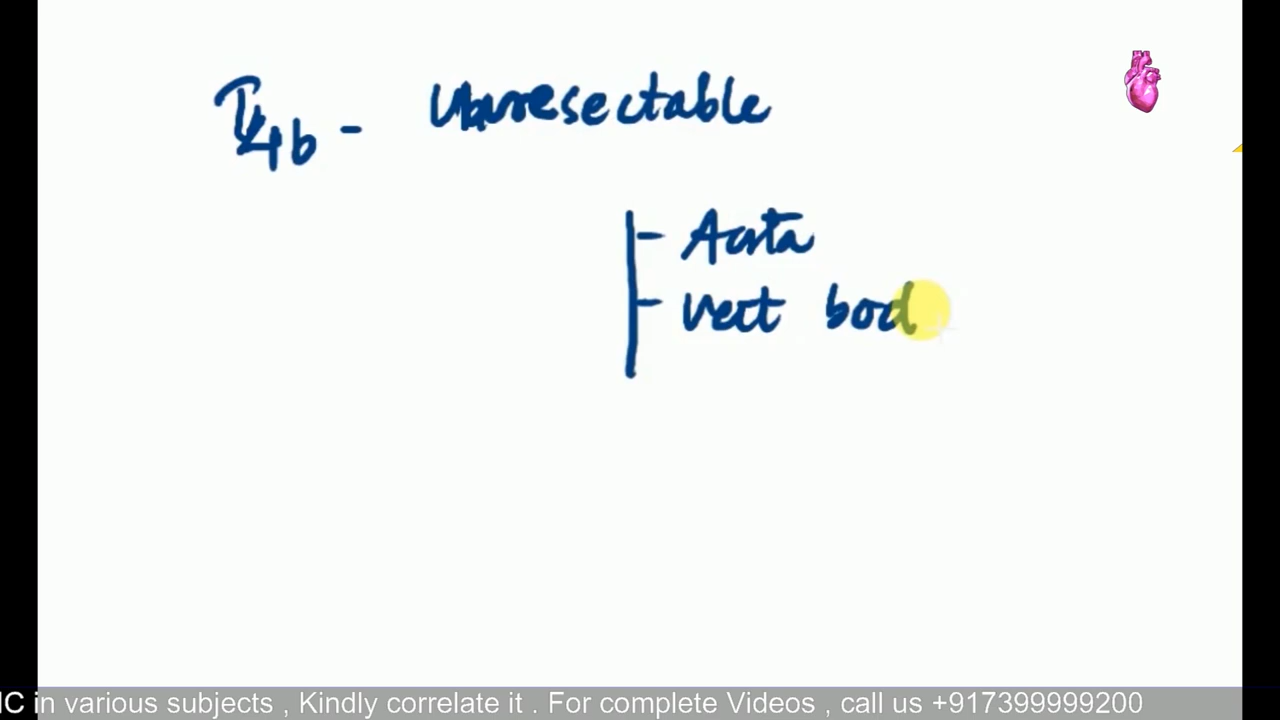 T4b - Unresectable
- Aorta
- Vert bod
IC in various subjects , Kindly correlate it . For complete Videos , call us +917399999200